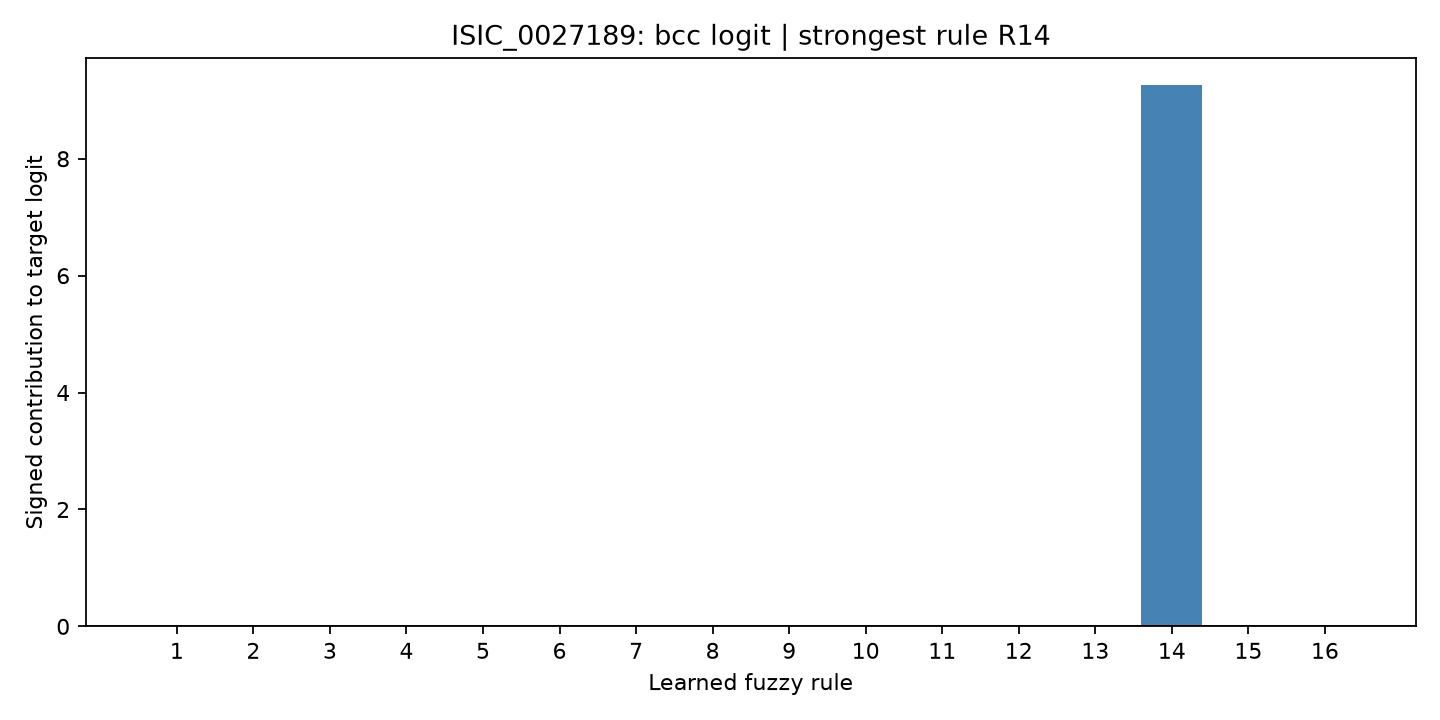 ISIC_0027189: bcc logit | strongest rule R14
Signed contribution to target logit
8
6
4
2
0
1 2 3 4 5 6 7 8 9 10 11 12 13 14 15 16
Learned fuzzy rule